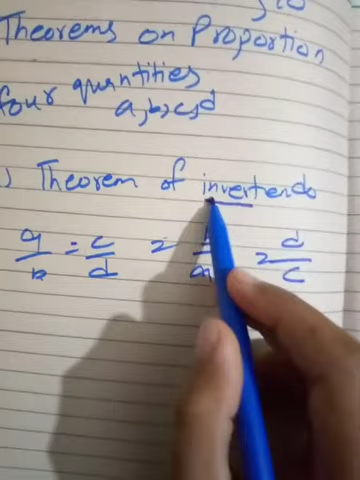 Theorems on Proportion
four quantities
a, b, c, d
) Theorem of invertendo
a/b = c/d = /a = d/c